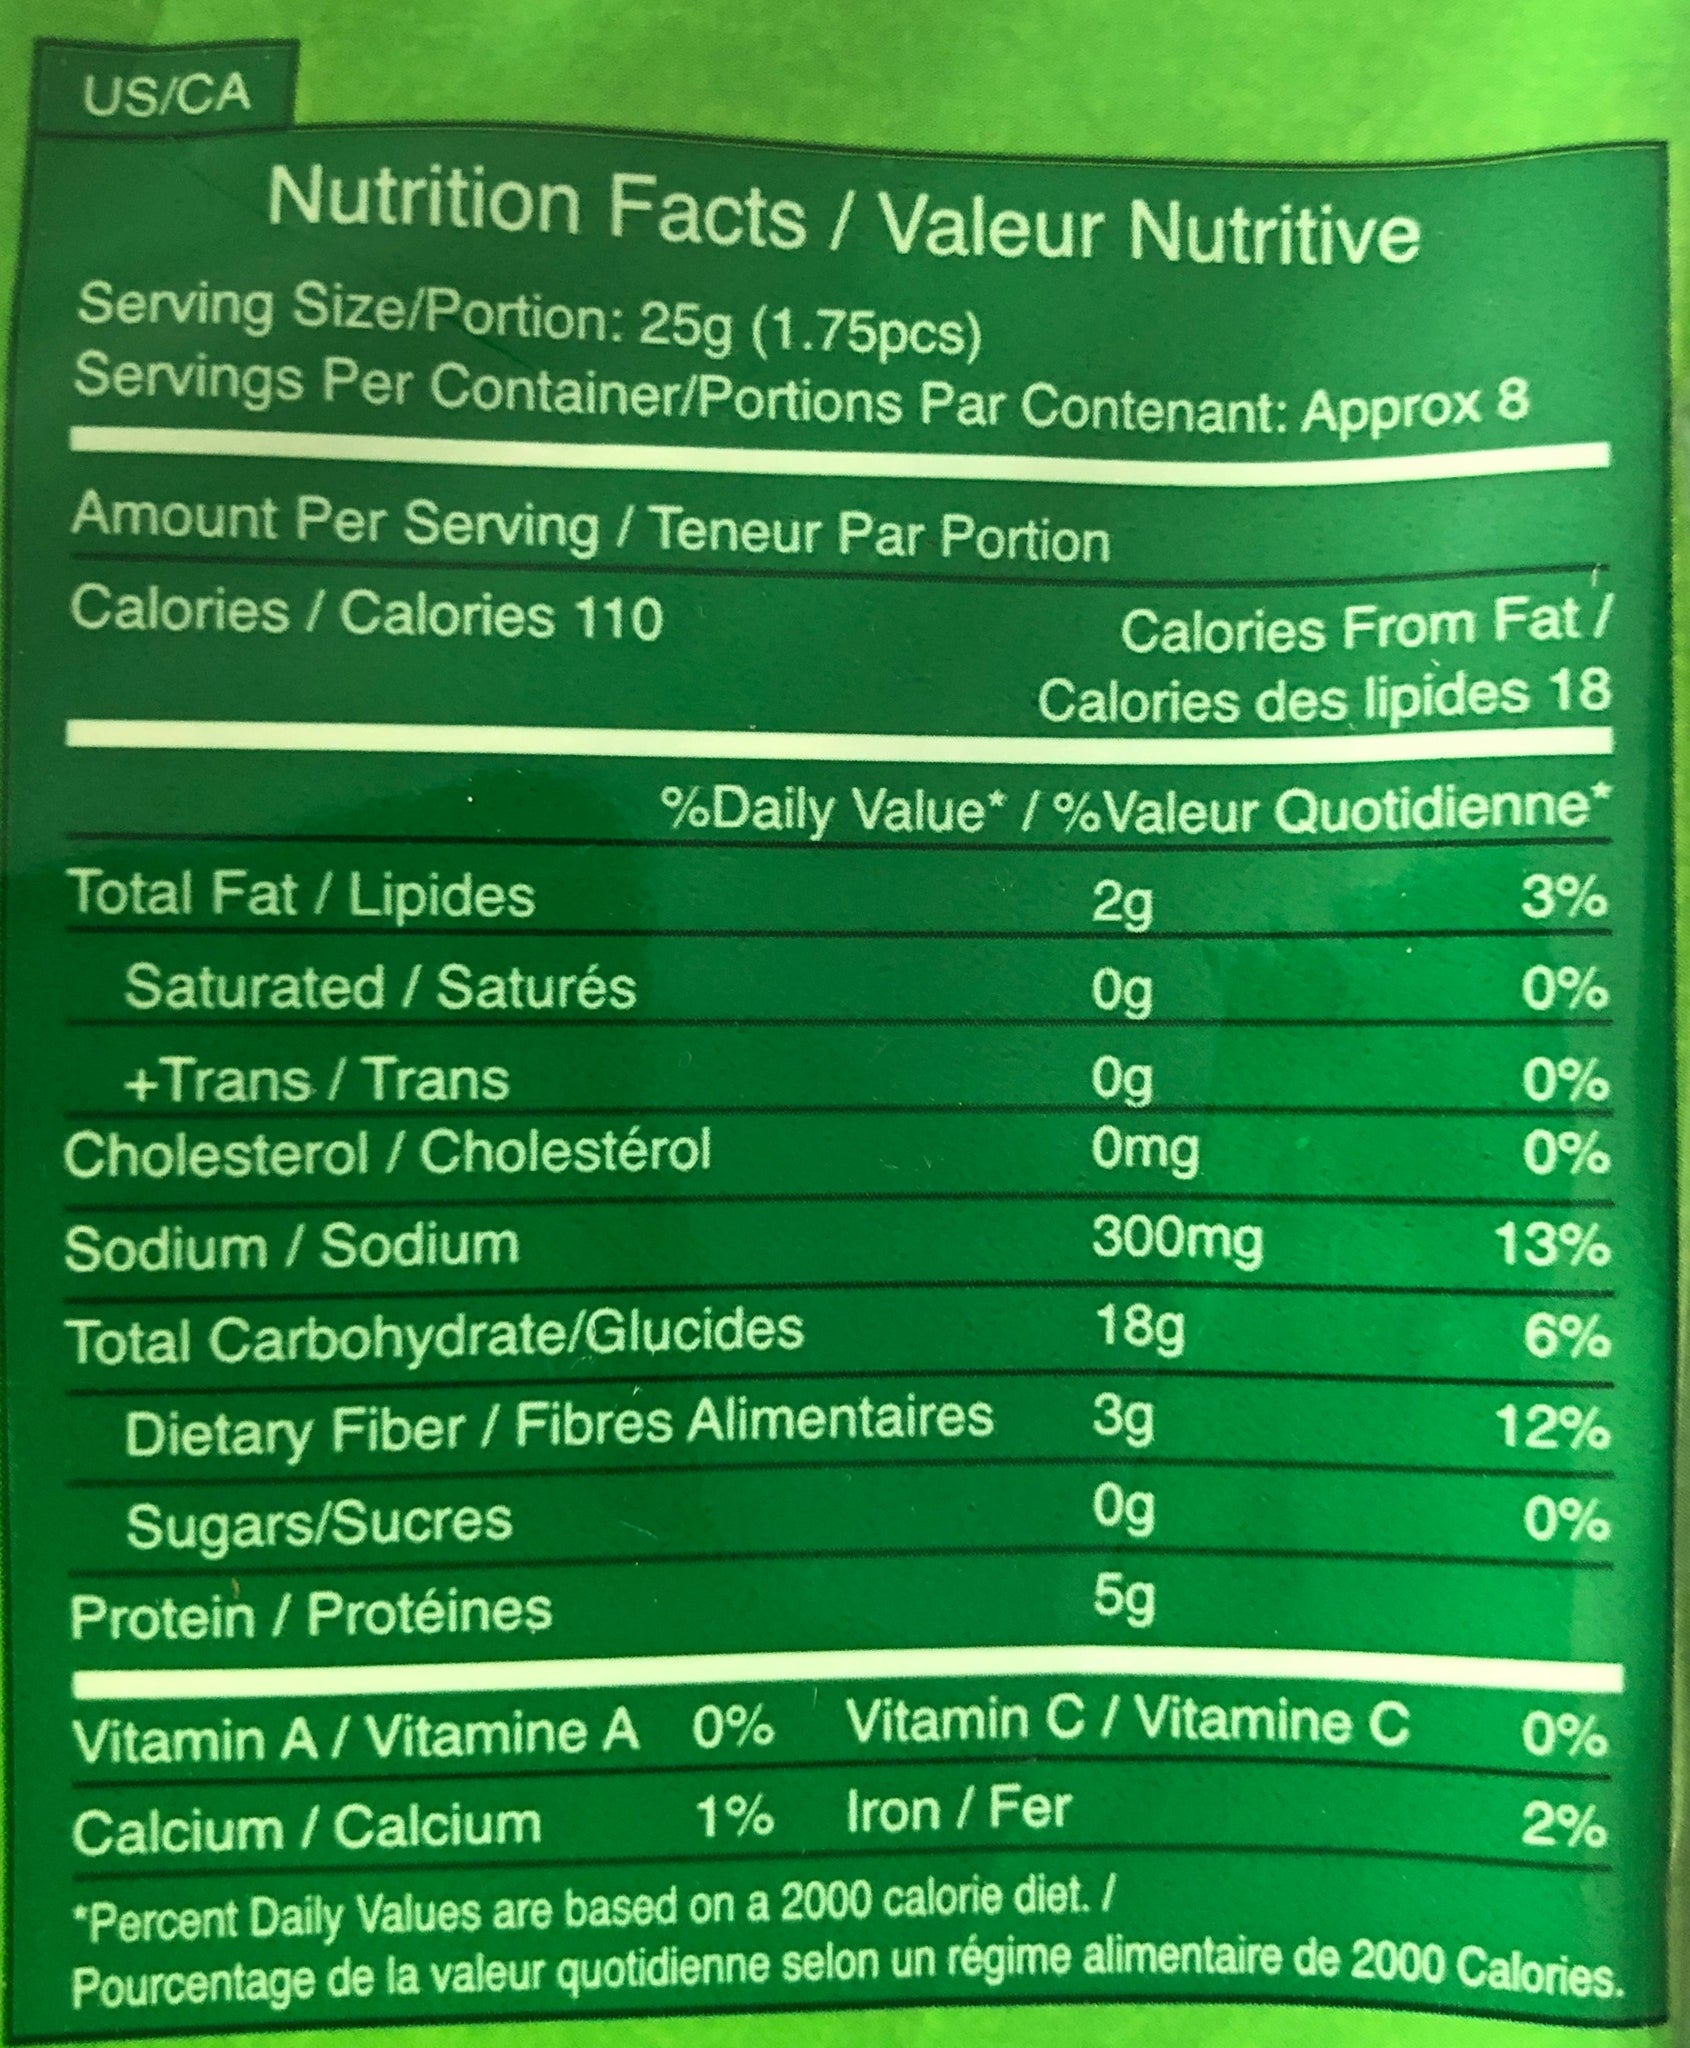 US/CA
Nutrition Facts / Valeur Nutritive
Serving Size/Portion: 25g (1.75pcs)
Servings Per Container/Portions Par Contenant: Approx 8
Amount Per Serving / Teneur Par Portion
Calories / Calories 110
Calories From Fat /
Calories des lipides 18
%Daily Value* / %Valeur Quotidienne*
Total Fat / Lipides 2g 3%
Saturated / Saturés 0g 0%
+Trans / Trans 0g 0%
Cholesterol / Cholestérol 0mg 0%
Sodium / Sodium 300mg 13%
Total Carbohydrate/Glucides 18g 6%
Dietary Fiber / Fibres Alimentaires 3g 12%
Sugars/Sucres 0g 0%
Protein / Protéines 5g
Vitamin A / Vitamine A 0% Vitamin C / Vitamine C 0%
Calcium / Calcium 1% Iron / Fer 2%
*Percent Daily Values are based on a 2000 calorie diet. /
Pourcentage de la valeur quotidienne selon un régime alimentaire de 2000 Calories.